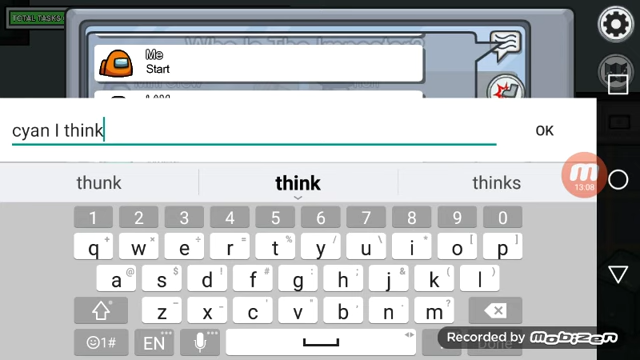 TOTAL TASKS
Who Is The Impostor?
Me
Start
cyan I think
OK
thunk think thinks
13:08
1 2 3 4 5 6 7 8 9 0
q + w × e ÷ r = t % y / u \ i * o [ p ]
a @ s $ d ! f # g : h ; j & k ( l )
z - x _ c ' v " b , n . m ?
☺1# EN Done
Recorded by mobizen